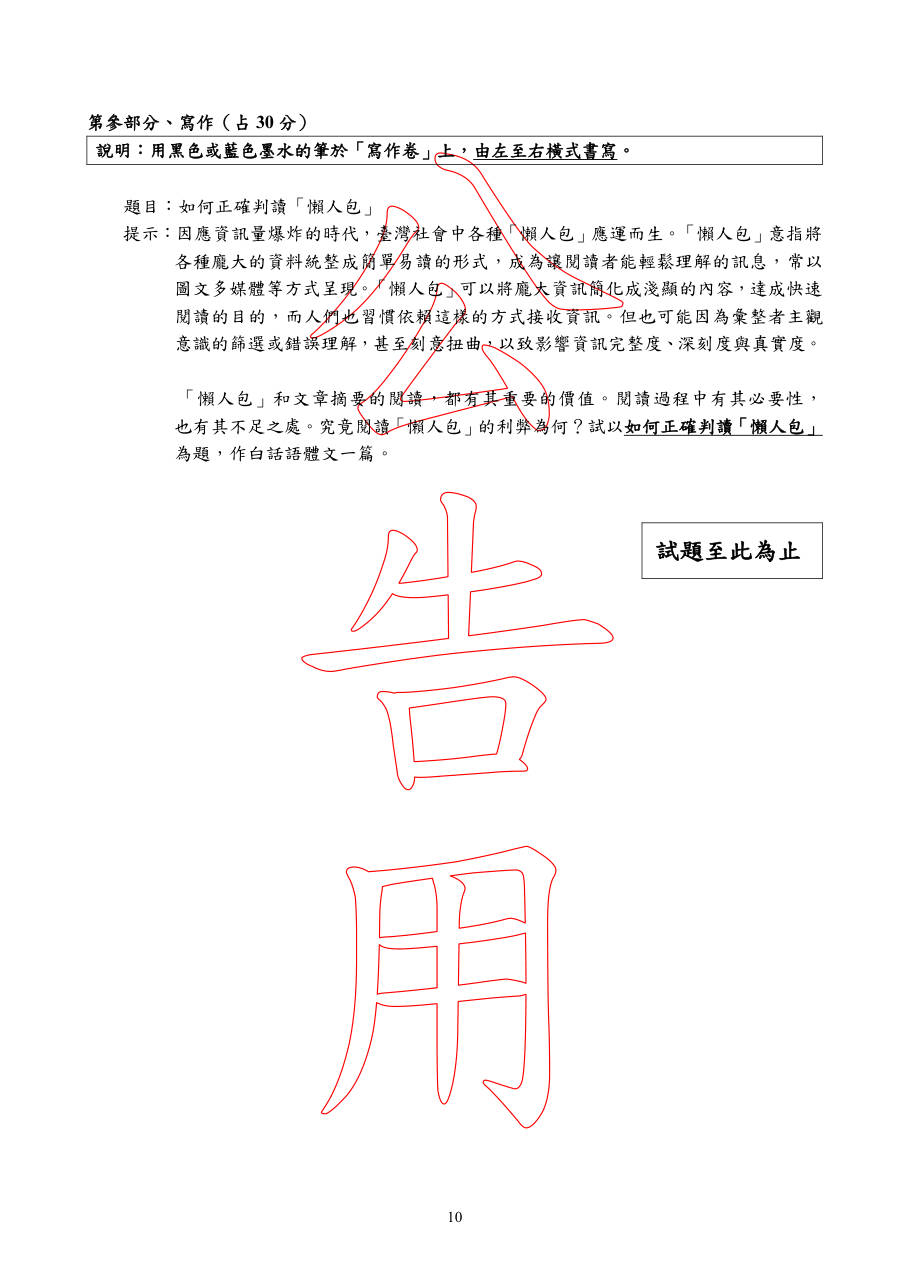 第參部分、寫作（占 30 分）
說明：用黑色或藍色墨水的筆於「寫作卷」上，由左至右橫式書寫。
題目：如何正確判讀「懶人包」
提示：因應資訊量爆炸的時代，臺灣社會中各種「懶人包」應運而生。「懶人包」意指將
各種龐大的資料統整成簡單易讀的形式，成為讓閱讀者能輕鬆理解的訊息，常以
圖文多媒體等方式呈現。「懶人包」可以將龐大資訊簡化成淺顯的內容，達成快速
閱讀的目的，而人們也習慣依賴這樣的方式接收資訊。但也可能因為彙整者主觀
意識的篩選或錯誤理解，甚至刻意扭曲，以致影響資訊完整度、深刻度與真實度。
「懶人包」和文章摘要的閱讀，都有其重要的價值。閱讀過程中有其必要性，
也有其不足之處。究竟閱讀「懶人包」的利弊為何？試以如何正確判讀「懶人包」
為題，作白話語體文一篇。
試題至此為止
公告用
10